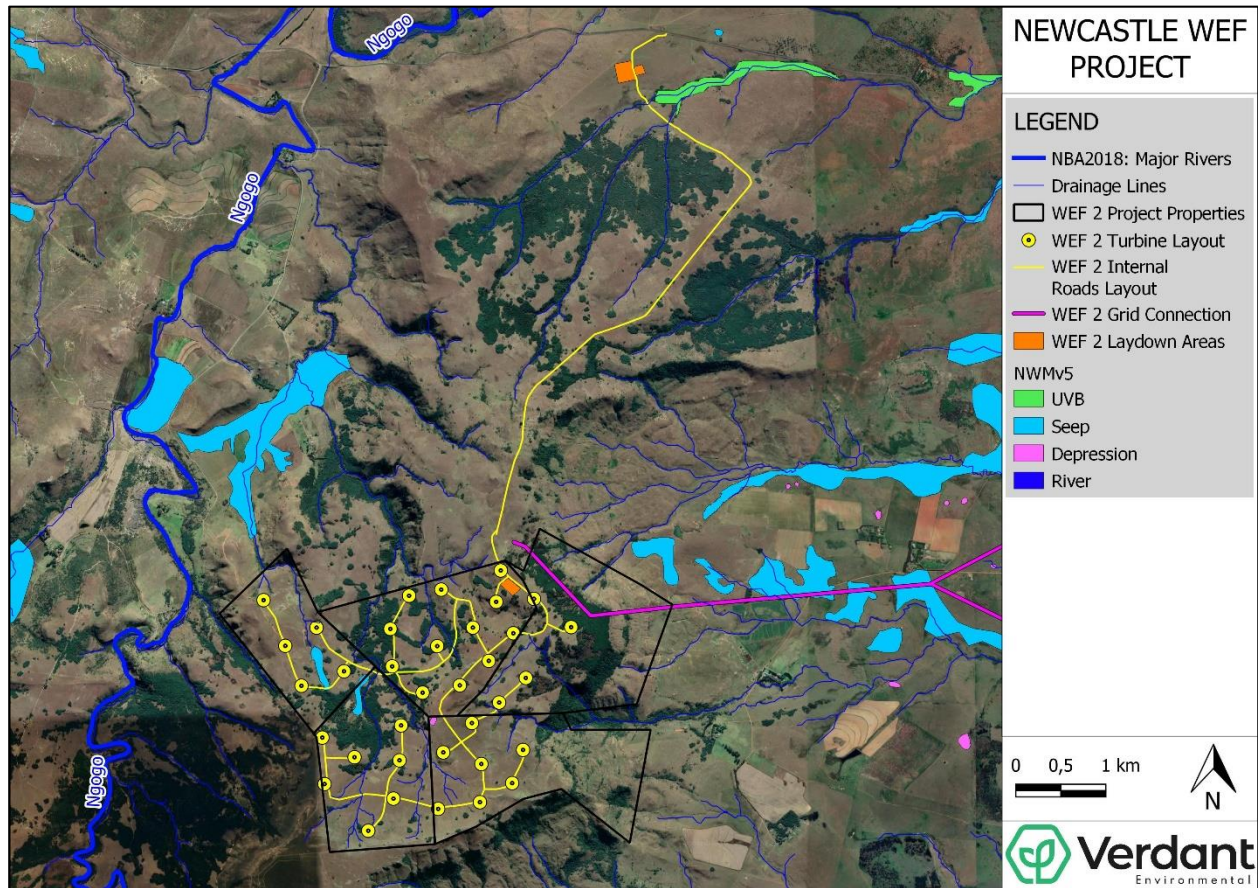 Ngogo
Ngogo
Ngogo
NEWCASTLE WEF
PROJECT
LEGEND
NBA2018: Major Rivers
Drainage Lines
WEF 2 Project Properties
WEF 2 Turbine Layout
WEF 2 Internal
Roads Layout
WEF 2 Grid Connection
WEF 2 Laydown Areas
NWMv5
UVB
Seep
Depression
River
0 0,5 1 km
N
Verdant
Environmental